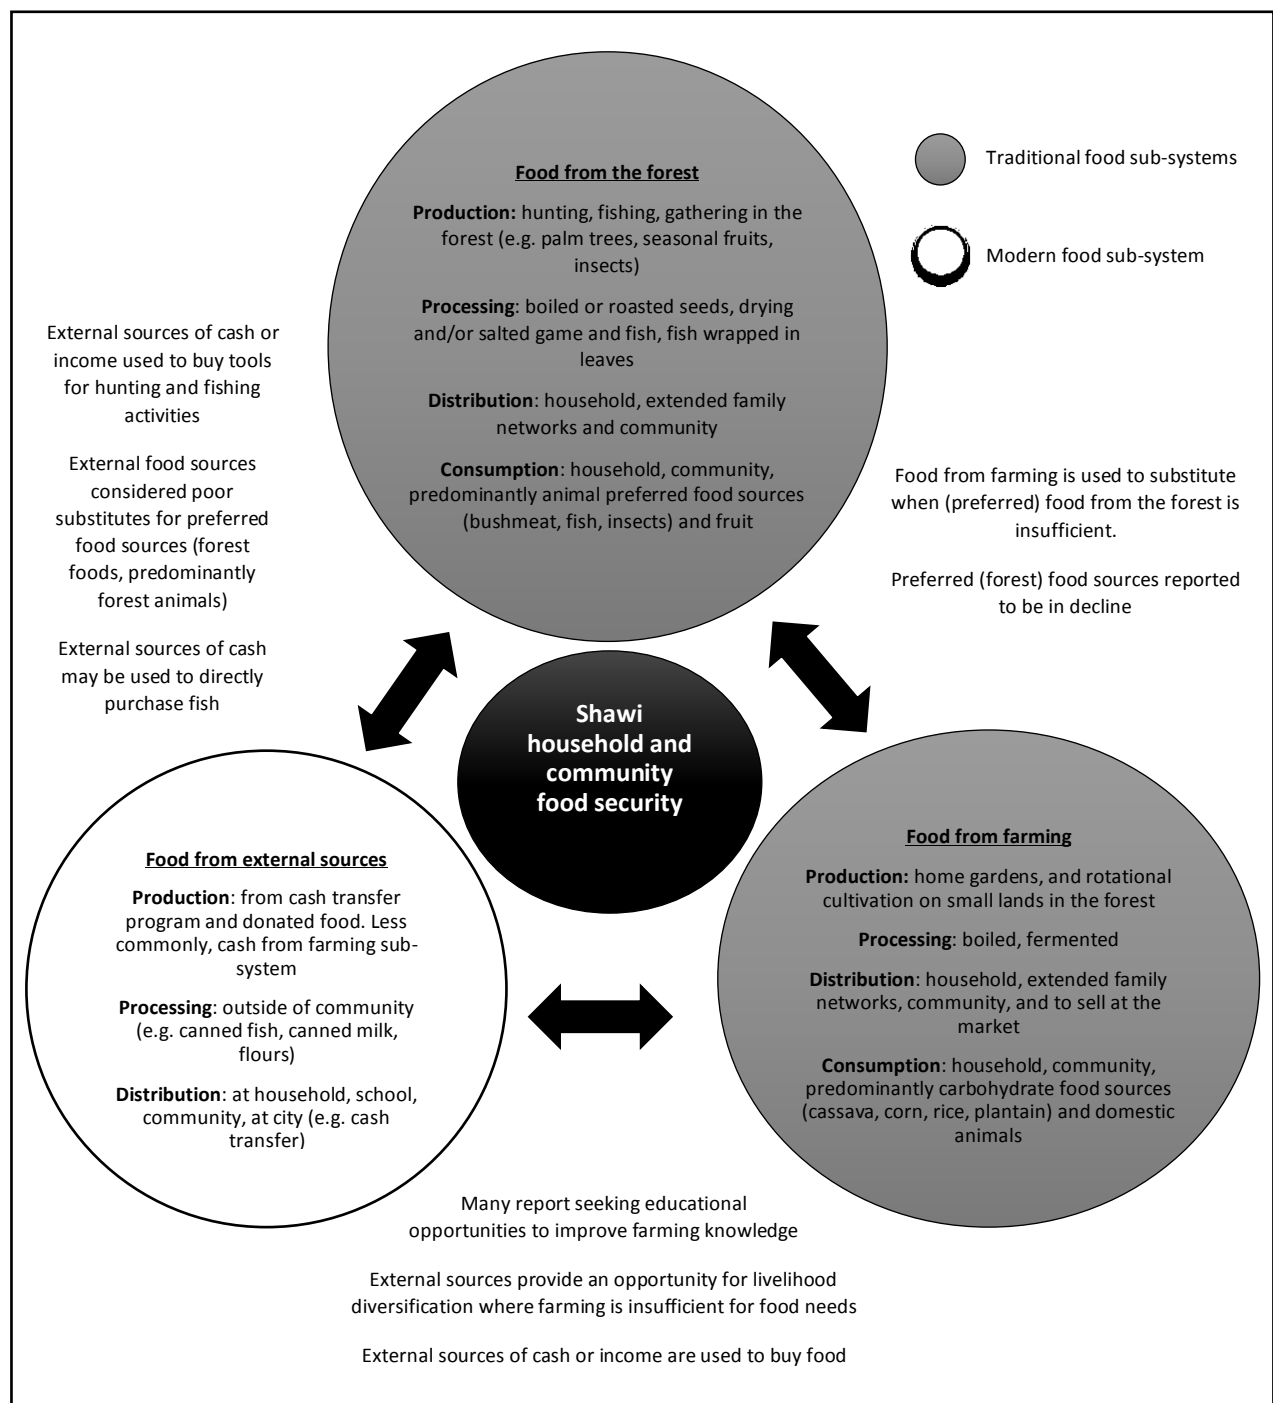 Food from the forest
Production: hunting, fishing, gathering in the
forest (e.g. palm trees, seasonal fruits,
insects)
Processing: boiled or roasted seeds, drying
and/or salted game and fish, fish wrapped in
leaves
Distribution: household, extended family
networks and community
Consumption: household, community,
predominantly animal preferred food sources
(bushmeat, fish, insects) and fruit
Traditional food sub-systems
Modern food sub-system
External sources of cash or
income used to buy tools
for hunting and fishing
activities
External food sources
considered poor
substitutes for preferred
food sources (forest
foods, predominantly
forest animals)
External sources of cash
may be used to directly
purchase fish
Food from farming is used to substitute
when (preferred) food from the forest is
insufficient.
Preferred (forest) food sources reported
to be in decline
Shawi
household and
community
food security
Food from external sources
Production: from cash transfer
program and donated food. Less
commonly, cash from farming sub-
system
Processing: outside of community
(e.g. canned fish, canned milk,
flours)
Distribution: at household, school,
community, at city (e.g. cash
transfer)
Food from farming
Production: home gardens, and rotational
cultivation on small lands in the forest
Processing: boiled, fermented
Distribution: household, extended family
networks, community, and to sell at the
market
Consumption: household, community,
predominantly carbohydrate food sources
(cassava, corn, rice, plantain) and domestic
animals
Many report seeking educational
opportunities to improve farming knowledge
External sources provide an opportunity for livelihood
diversification where farming is insufficient for food needs
External sources of cash or income are used to buy food